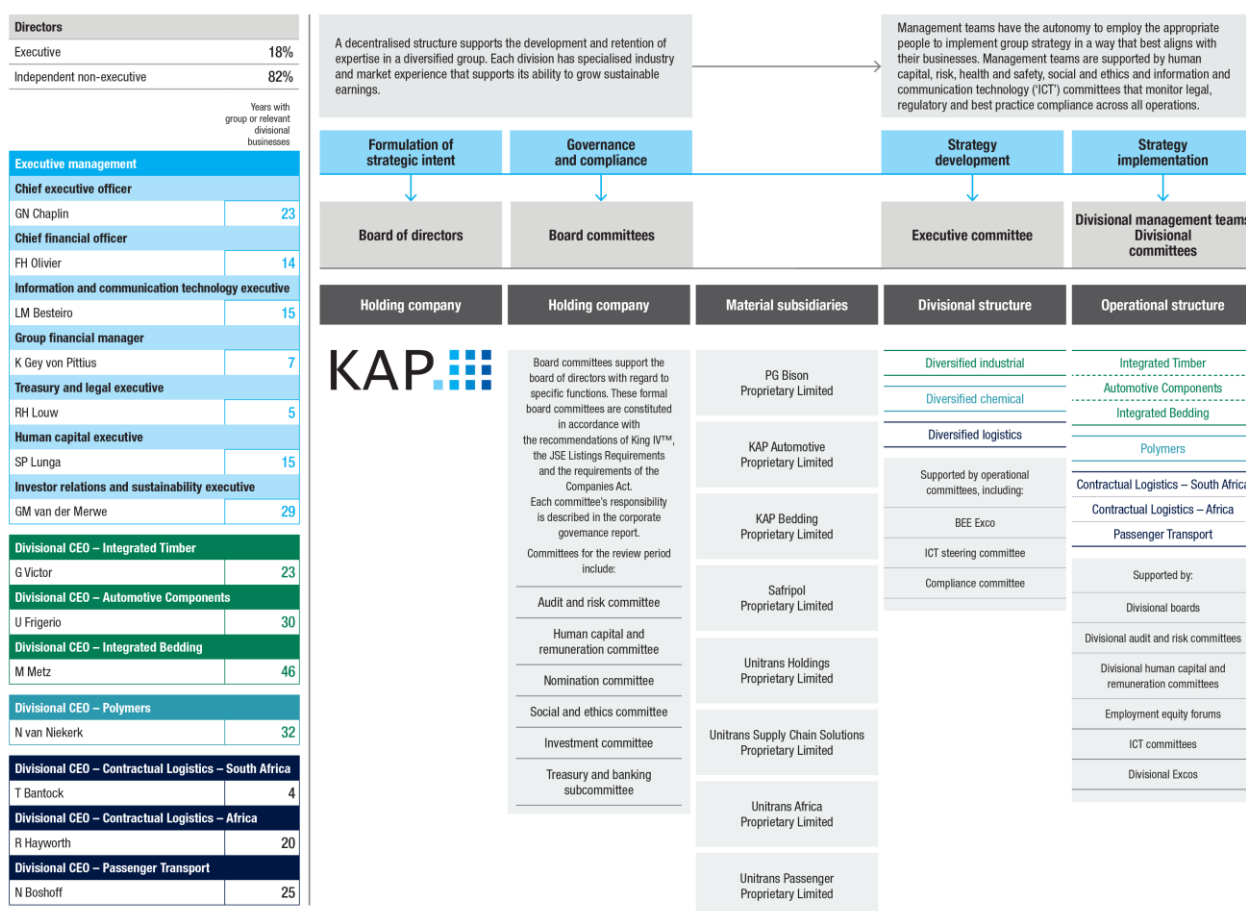 Directors
Executive 18%
Independent non-executive 82%
Years with
group or relevant
divisional
businesses
Executive management
Chief executive officer
GN Chaplin 23
Chief financial officer
FH Olivier 14
Information and communication technology executive
LM Besteiro 15
Group financial manager
K Gey von Pittius 7
Treasury and legal executive
RH Louw 5
Human capital executive
SP Lunga 15
Investor relations and sustainability executive
GM van der Merwe 29
Divisional CEO – Integrated Timber
G Victor 23
Divisional CEO – Automotive Components
U Frigerio 30
Divisional CEO – Integrated Bedding
M Metz 46
Divisional CEO – Polymers
N van Niekerk 32
Divisional CEO – Contractual Logistics – South Africa
T Bantock 4
Divisional CEO – Contractual Logistics – Africa
R Hayworth 20
Divisional CEO – Passenger Transport
N Boshoff 25
A decentralised structure supports the development and retention of
expertise in a diversified group. Each division has specialised industry
and market experience that supports its ability to grow sustainable
earnings.
Management teams have the autonomy to employ the appropriate
people to implement group strategy in a way that best aligns with
their businesses. Management teams are supported by human
capital, risk, health and safety, social and ethics and information and
communication technology ('ICT') committees that monitor legal,
regulatory and best practice compliance across all operations.
Formulation of
strategic intent
Governance
and compliance
Strategy
development
Strategy
implementation
Board of directors
Board committees
Executive committee
Divisional management teams
Divisional
committees
Holding company
Holding company
Material subsidiaries
Divisional structure
Operational structure
KAP
Board committees support the
board of directors with regard to
specific functions. These formal
board committees are constituted
in accordance with
the recommendations of King IV™,
the JSE Listings Requirements
and the requirements of the
Companies Act.
Each committee's responsibility
is described in the corporate
governance report.
Committees for the review period
include:
Audit and risk committee
Human capital and
remuneration committee
Nomination committee
Social and ethics committee
Investment committee
Treasury and banking
subcommittee
PG Bison
Proprietary Limited
KAP Automotive
Proprietary Limited
KAP Bedding
Proprietary Limited
Safripol
Proprietary Limited
Unitrans Holdings
Proprietary Limited
Unitrans Supply Chain Solutions
Proprietary Limited
Unitrans Africa
Proprietary Limited
Unitrans Passenger
Proprietary Limited
Diversified industrial
Diversified chemical
Diversified logistics
Supported by operational
committees, including:
BEE Exco
ICT steering committee
Compliance committee
Integrated Timber
Automotive Components
Integrated Bedding
Polymers
Contractual Logistics – South Africa
Contractual Logistics – Africa
Passenger Transport
Supported by:
Divisional boards
Divisional audit and risk committees
Divisional human capital and
remuneration committees
Employment equity forums
ICT committees
Divisional Excos